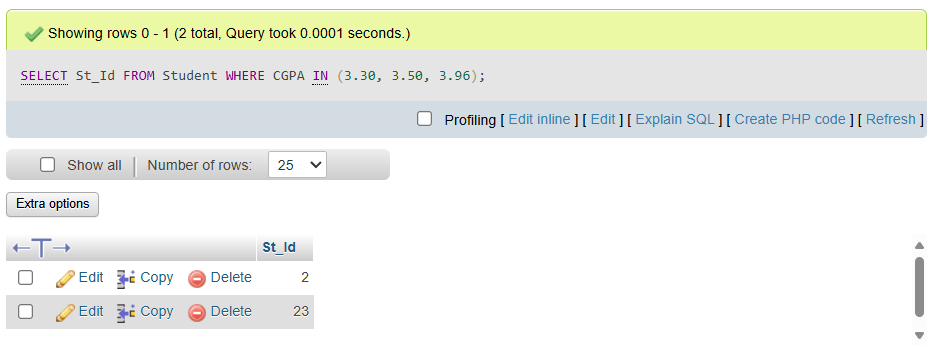 Showing rows 0 - 1 (2 total, Query took 0.0001 seconds.)
SELECT St_Id FROM Student WHERE CGPA IN (3.30, 3.50, 3.96);
Profiling [ Edit inline ] [ Edit ] [ Explain SQL ] [ Create PHP code ] [ Refresh ]
Show all Number of rows: 25
Extra options
St_Id
Edit Copy Delete 2
Edit Copy Delete 23